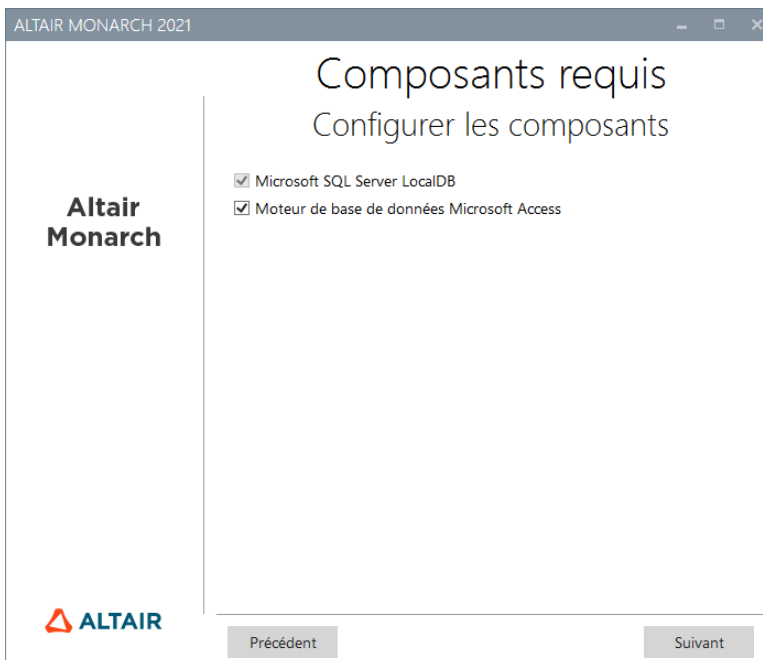 ALTAIR MONARCH 2021
Composants requis
Configurer les composants
Microsoft SQL Server LocalDB
Moteur de base de données Microsoft Access
Altair
Monarch
ALTAIR
Précédent
Suivant